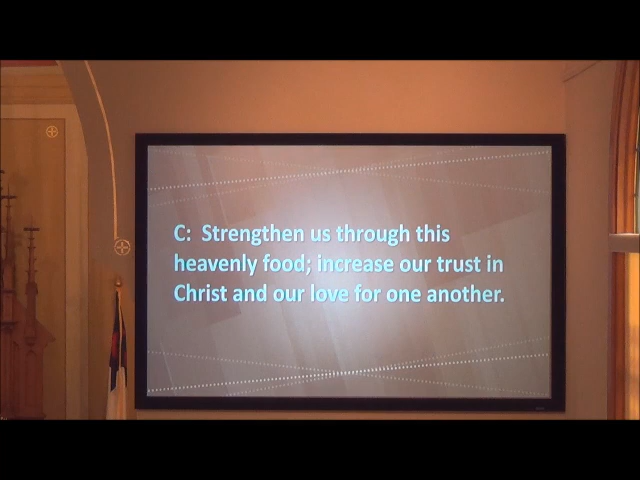 C:  Strengthen us through this
heavenly food; increase our trust in
Christ and our love for one another.